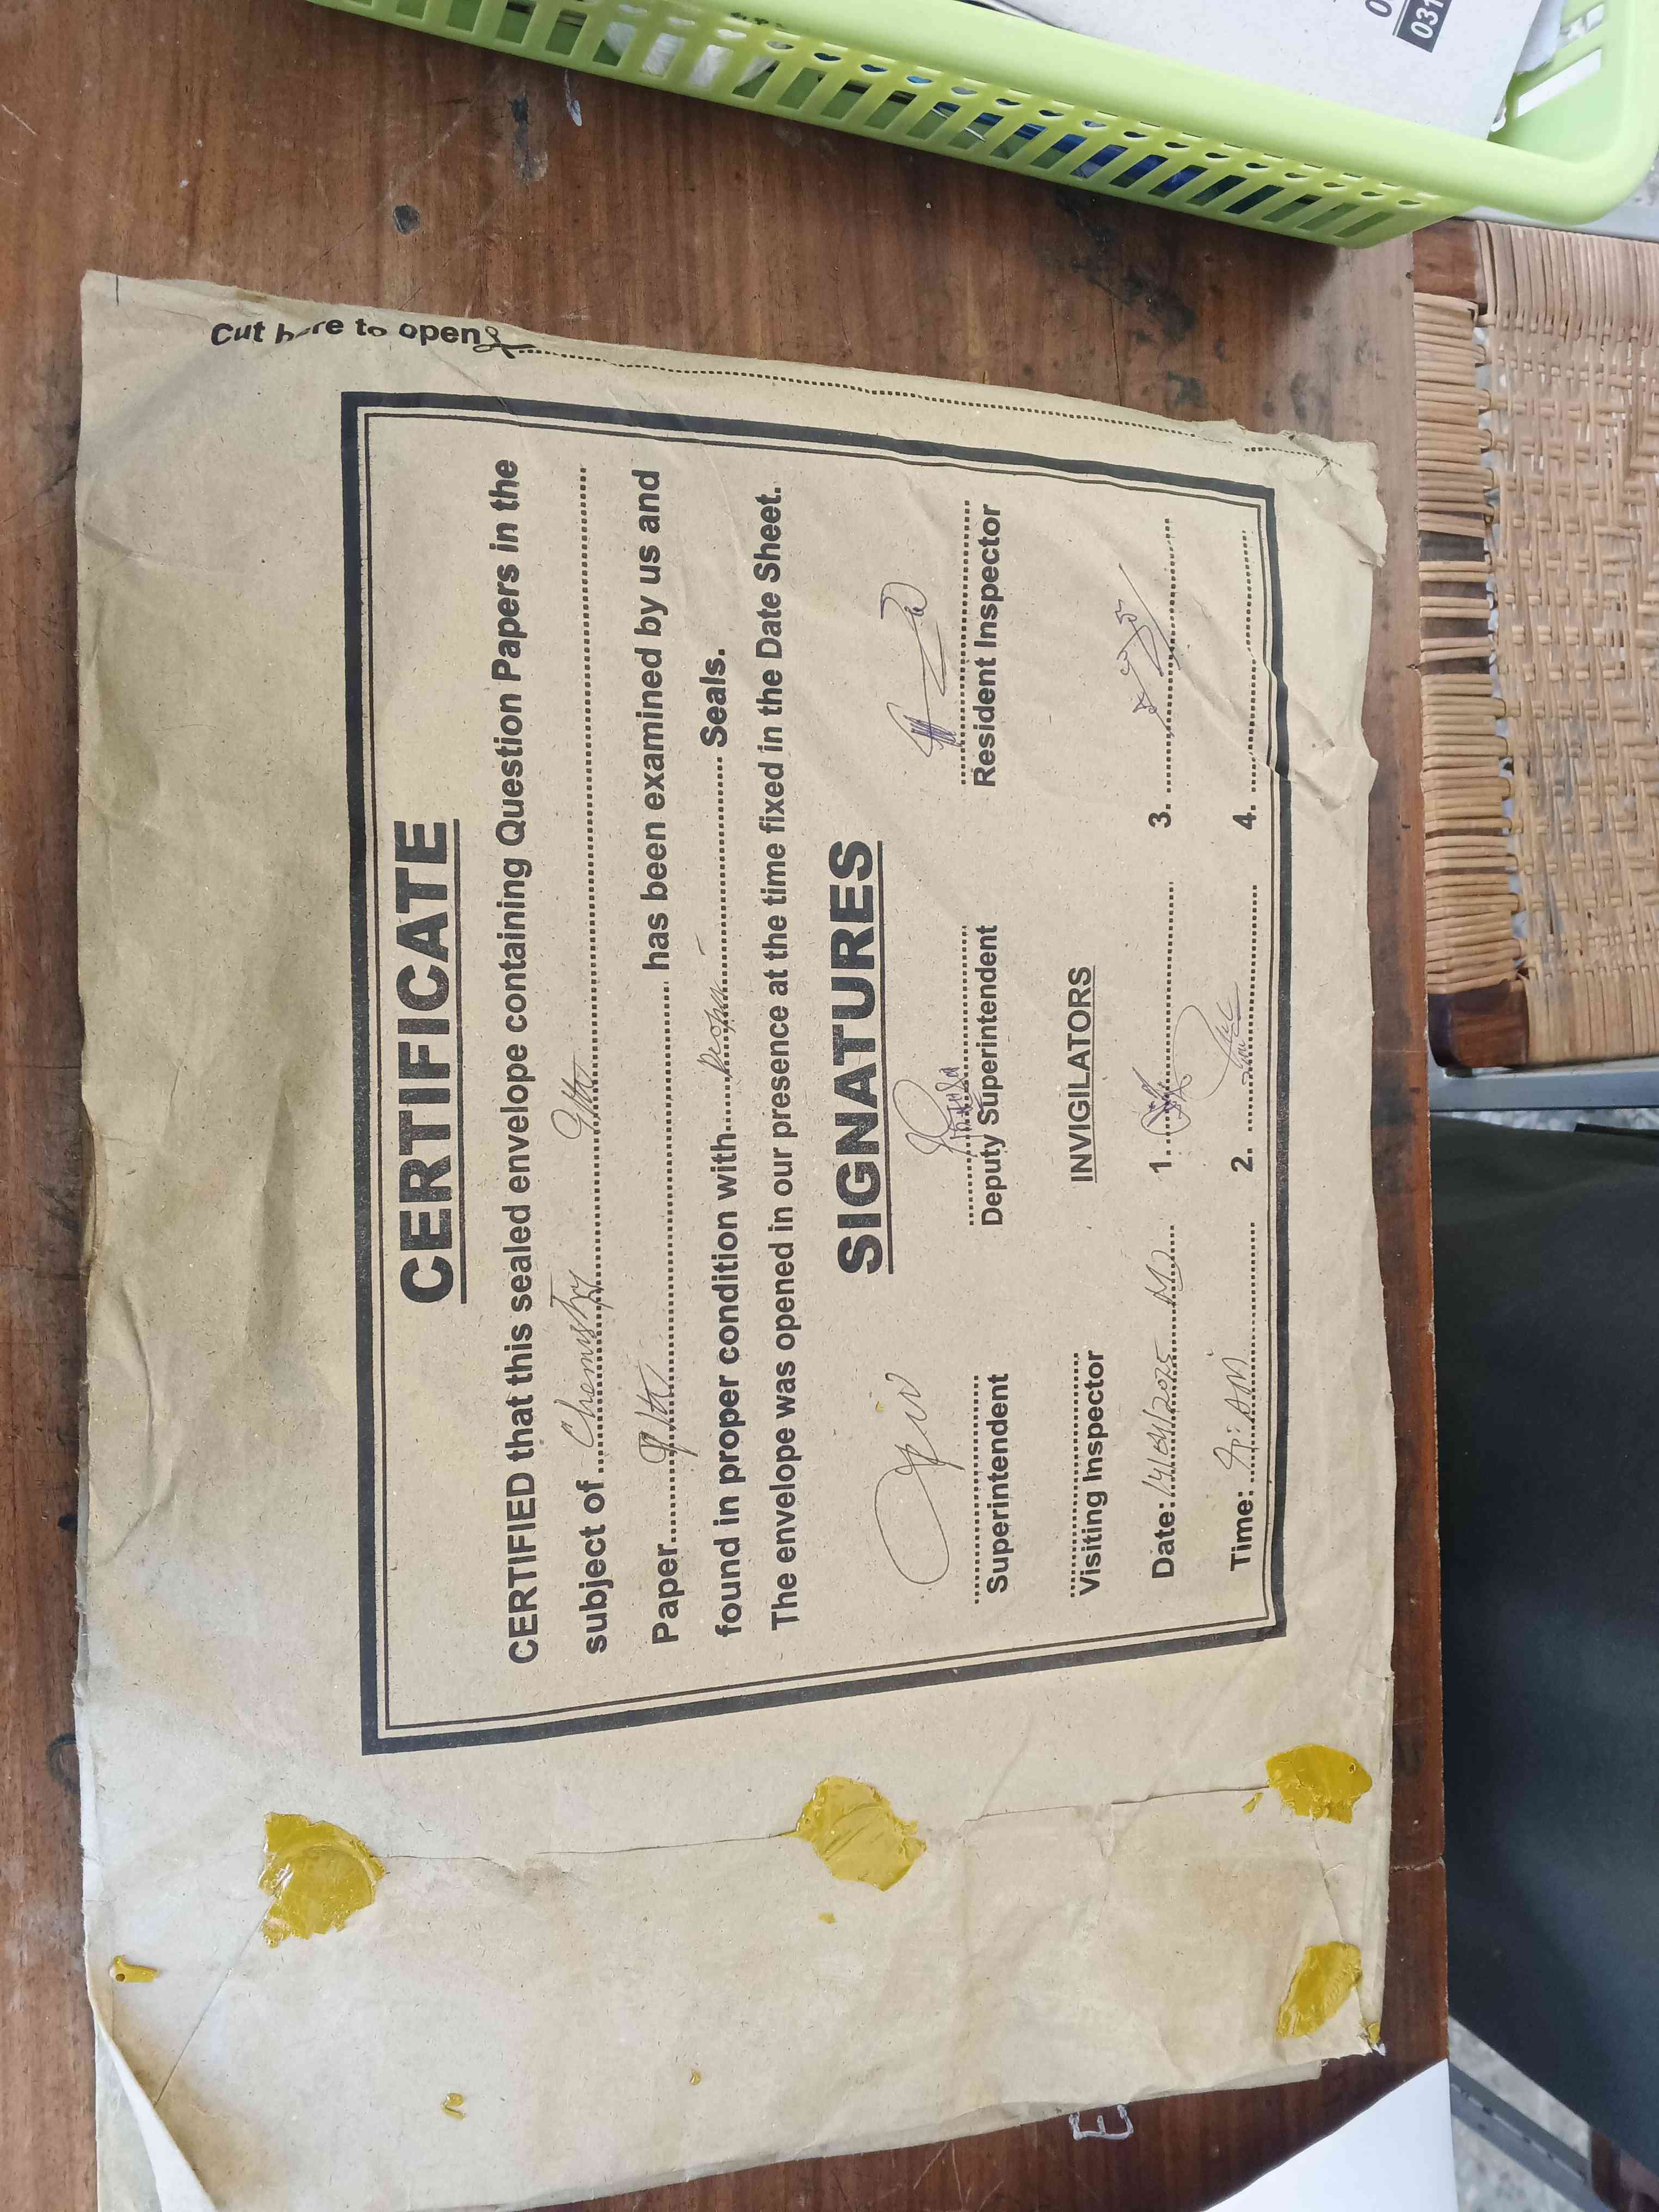 Cut here to open
CERTIFICATE
CERTIFIED that this sealed envelope containing Question Papers in the
subject of Chemistry 9th
Paper has been examined by us and
found in proper condition with proper Seals.
The envelope was opened in our presence at the time fixed in the Date Sheet.
SIGNATURES
Superintendent Deputy Superintendent Resident Inspector
Visiting Inspector INVIGILATORS
Date: 14/04/2025 1. 3.
Time: AM 2. 4.
031
E